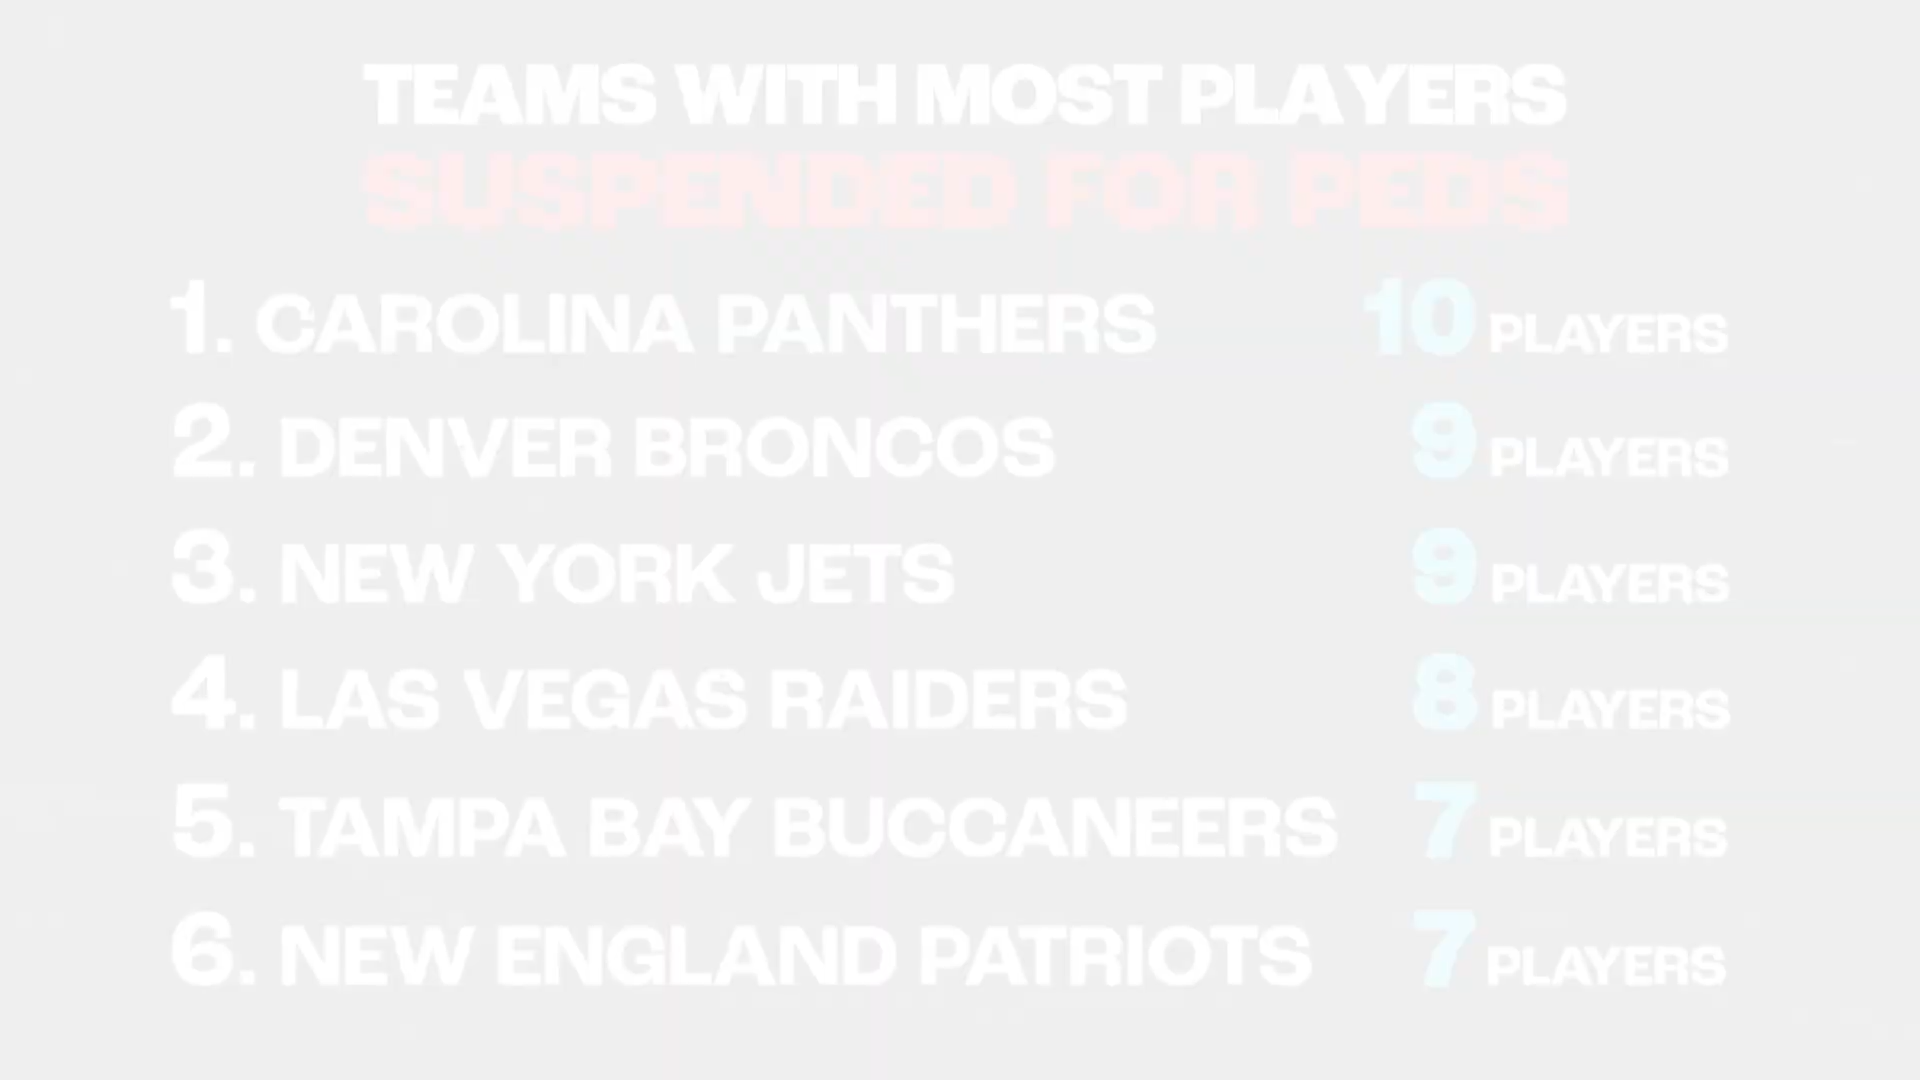 TEAMS WITH MOST PLAYERS
SUSPENDED FOR PEDS
1. CAROLINA PANTHERS 10 PLAYERS
2. DENVER BRONCOS 9 PLAYERS
3. NEW YORK JETS 9 PLAYERS
4. LAS VEGAS RAIDERS 8 PLAYERS
5. TAMPA BAY BUCCANEERS 7 PLAYERS
6. NEW ENGLAND PATRIOTS 7 PLAYERS